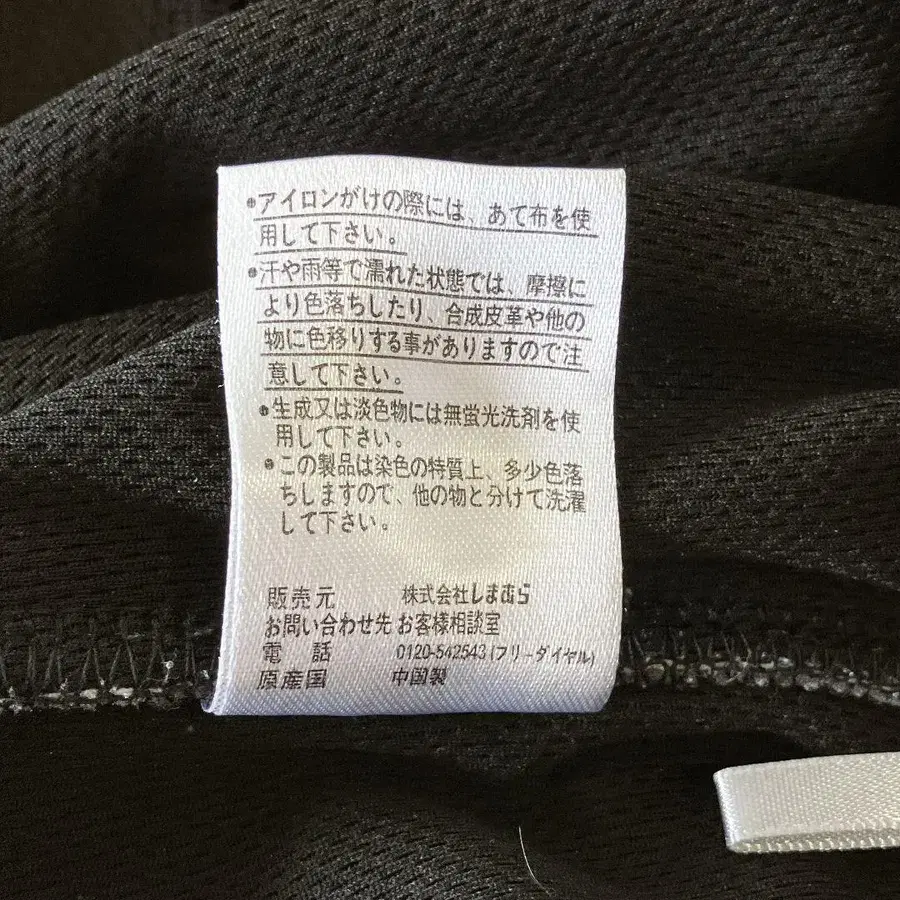 •アイロンがけの際には、あて布を使
用して下さい。
•汗や雨等で濡れた状態では、摩擦に
より色落ちしたり、合成皮革や他の
物に色移りする事がありますので注
意して下さい。
•生成又は淡色物には無蛍光洗剤を使
用して下さい。
•この製品は染色の特質上、多少色落
ちしますので、他の物と分けて洗濯
して下さい。
販売元 株式会社しまむら
お問い合わせ先 お客様相談室
電話 0120-542543(フリーダイヤル)
原産国 中国製